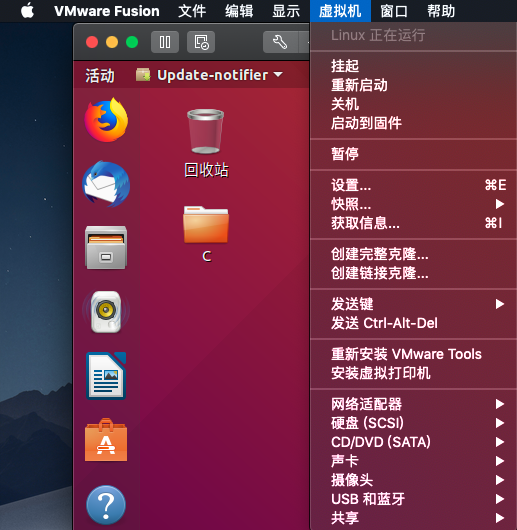 VMware Fusion 文件 编辑 显示 虚拟机 窗口 帮助
Linux 正在运行
挂起
重新启动
关机
启动到固件
暂停
设置... ⌘E
快照...
获取信息... ⌘I
创建完整克隆...
创建链接克隆...
发送键
发送 Ctrl-Alt-Del
重新安装 VMware Tools
安装虚拟打印机
网络适配器
硬盘 (SCSI)
CD/DVD (SATA)
声卡
摄像头
USB 和蓝牙
共享
活动 Update-notifier
回收站
C